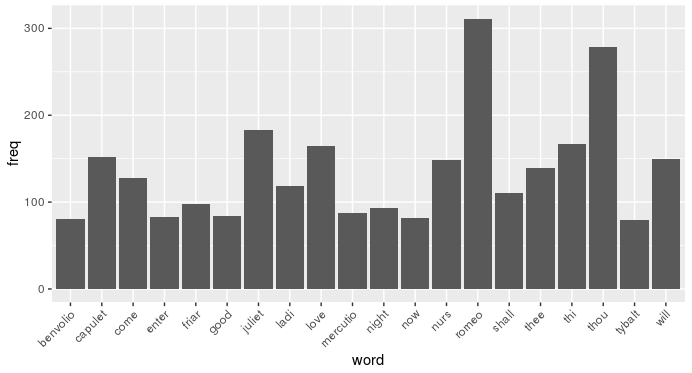 300
200
100
0
freq
benvolio capulet come enter friar good juliet ladi love mercutio night now nurs romeo shall thee thi thou tybalt will
word